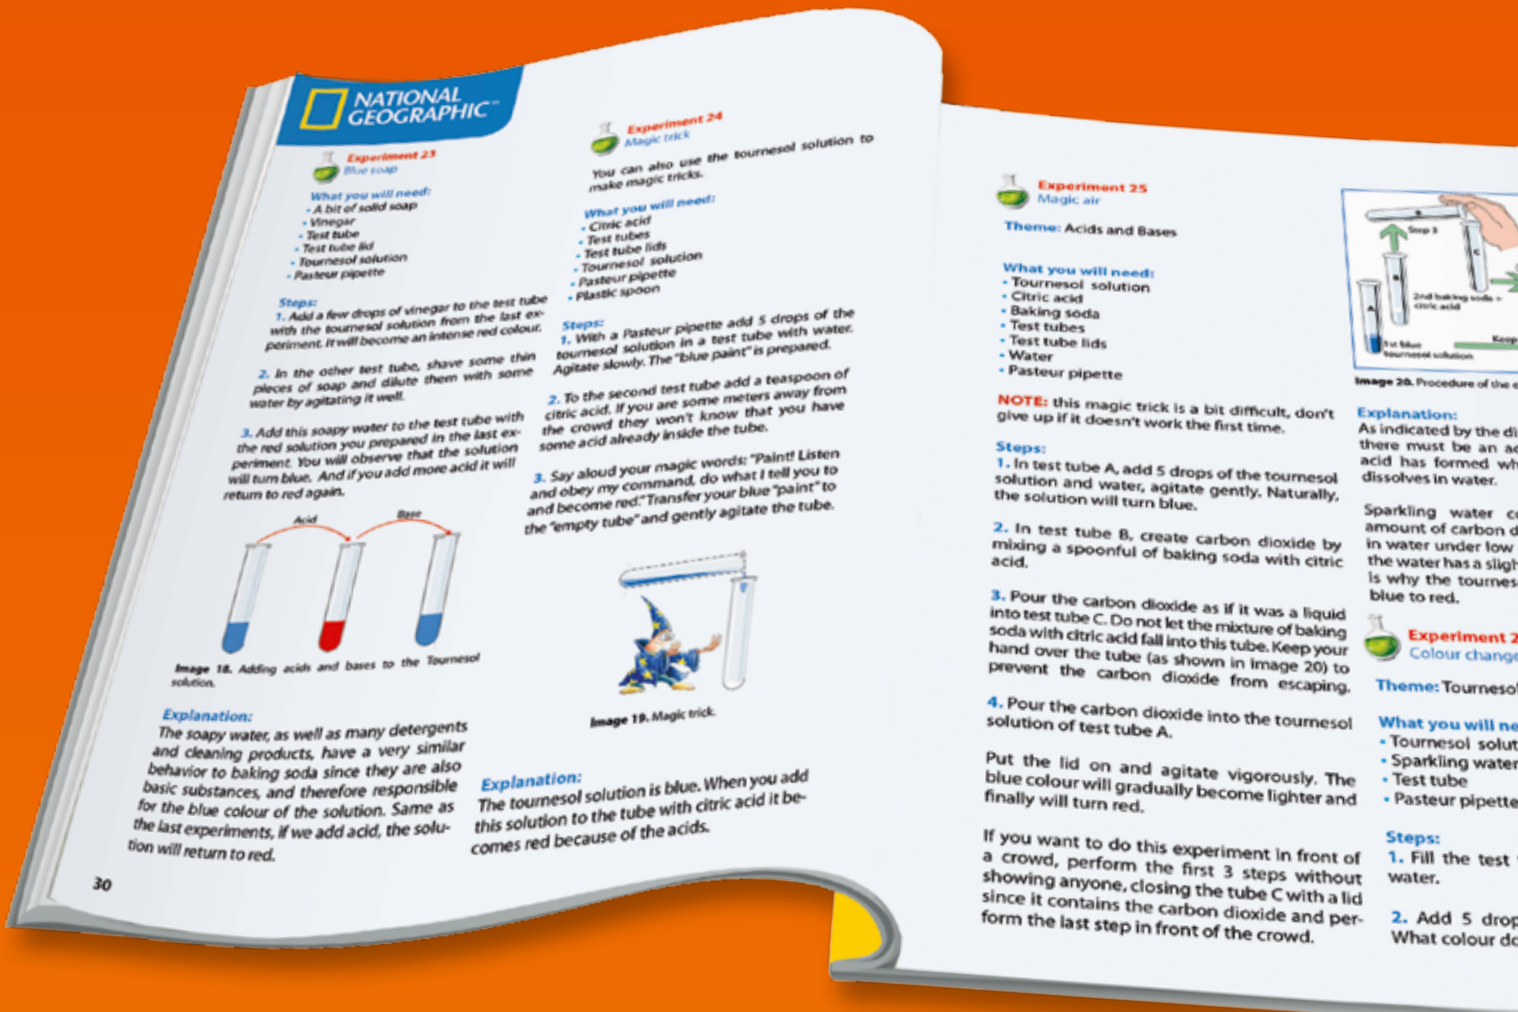 NATIONAL
GEOGRAPHIC™
Experiment 23
Blue soap
What you will need:
• A bit of solid soap
• Vinegar
• Test tube
• Test tube lid
• Tournesol solution
• Pasteur pipette
Steps:
1. Add a few drops of vinegar to the test tube
with the tournesol solution from the last ex-
periment. It will become an intense red colour.
2. In the other test tube, shave some thin
pieces of soap and dilute them with some
water by agitating it well.
3. Add this soapy water to the test tube with
the red solution you prepared in the last ex-
periment. You will observe that the solution
will turn blue. And if you add more acid it will
return to red again.
Acid
Base
Image 18. Adding acids and bases to the Tournesol
solution.
Explanation:
The soapy water, as well as many detergents
and cleaning products, have a very similar
behavior to baking soda since they are also
basic substances, and therefore responsible
for the blue colour of the solution. Same as
the last experiments, if we add acid, the solu-
tion will return to red.
30
Experiment 24
Magic trick
You can also use the tournesol solution to
make magic tricks.
What you will need:
• Citric acid
• Test tubes
• Test tube lids
• Tournesol solution
• Pasteur pipette
• Plastic spoon
Steps:
1. With a Pasteur pipette add 5 drops of the
tournesol solution in a test tube with water.
Agitate slowly. The "blue paint" is prepared.
2. To the second test tube add a teaspoon of
citric acid. If you are some meters away from
the crowd they won't know that you have
some acid already inside the tube.
3. Say aloud your magic words: "Paint! Listen
and obey my command, do what I tell you to
and become red." Transfer your blue "paint" to
the "empty tube" and gently agitate the tube.
Image 19. Magic trick.
Explanation:
The tournesol solution is blue. When you add
this solution to the tube with citric acid it be-
comes red because of the acids.
Experiment 25
Magic air
Theme: Acids and Bases
What you will need:
• Tournesol solution
• Citric acid
• Baking soda
• Test tubes
• Test tube lids
• Water
• Pasteur pipette
NOTE: this magic trick is a bit difficult, don't
give up if it doesn't work the first time.
Steps:
1. In test tube A, add 5 drops of the tournesol
solution and water, agitate gently. Naturally,
the solution will turn blue.
2. In test tube B, create carbon dioxide by
mixing a spoonful of baking soda with citric
acid.
3. Pour the carbon dioxide as if it was a liquid
into test tube C. Do not let the mixture of baking
soda with citric acid fall into this tube. Keep your
hand over the tube (as shown in image 20) to
prevent the carbon dioxide from escaping.
4. Pour the carbon dioxide into the tournesol
solution of test tube A.
Put the lid on and agitate vigorously. The
blue colour will gradually become lighter and
finally will turn red.
If you want to do this experiment in front of
a crowd, perform the first 3 steps without
showing anyone, closing the tube C with a lid
since it contains the carbon dioxide and per-
form the last step in front of the crowd.
Step 3
2nd baking soda +
citric acid
1st blue
tournesol solution
Keep
Image 20. Procedure of the e
Explanation:
As indicated by the di
there must be an ac
acid has formed wh
dissolves in water.
Sparkling water co
amount of carbon d
in water under low
the water has a sligh
is why the tournes
blue to red.
Experiment 2
Colour change
Theme: Tournesol
What you will ne
• Tournesol solut
• Sparkling water
• Test tube
• Pasteur pipette
Steps:
1. Fill the test
water.
2. Add 5 drop
What colour do